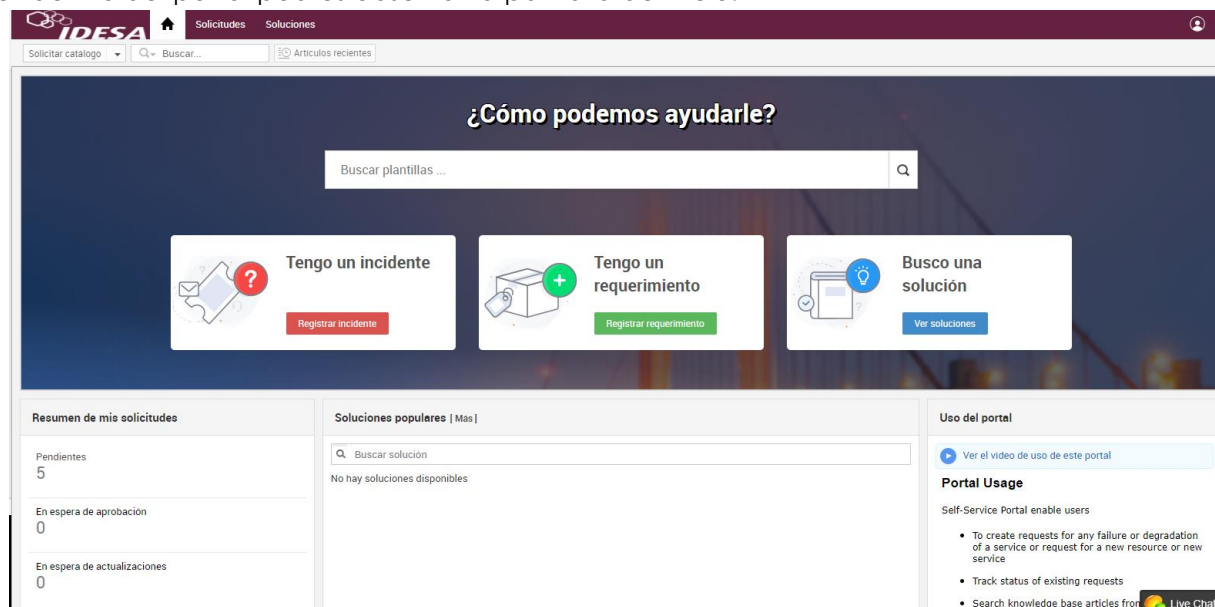 IDESA
Solicitudes Soluciones
Solicitar catalogo Buscar... Artículos recientes
¿Cómo podemos ayudarle?
Buscar plantillas ...
Tengo un incidente
Registrar incidente
Tengo un
requerimiento
Registrar requerimiento
Busco una
solución
Ver soluciones
Resumen de mis solicitudes
Pendientes
5
En espera de aprobación
0
En espera de actualizaciones
0
Soluciones populares | Mas |
Buscar solución
No hay soluciones disponibles
Uso del portal
Ver el video de uso de este portal
Portal Usage
Self-Service Portal enable users
To create requests for any failure or degradation
of a service or request for a new resource or new
service
Track status of existing requests
Search knowledge base articles
Live Chat